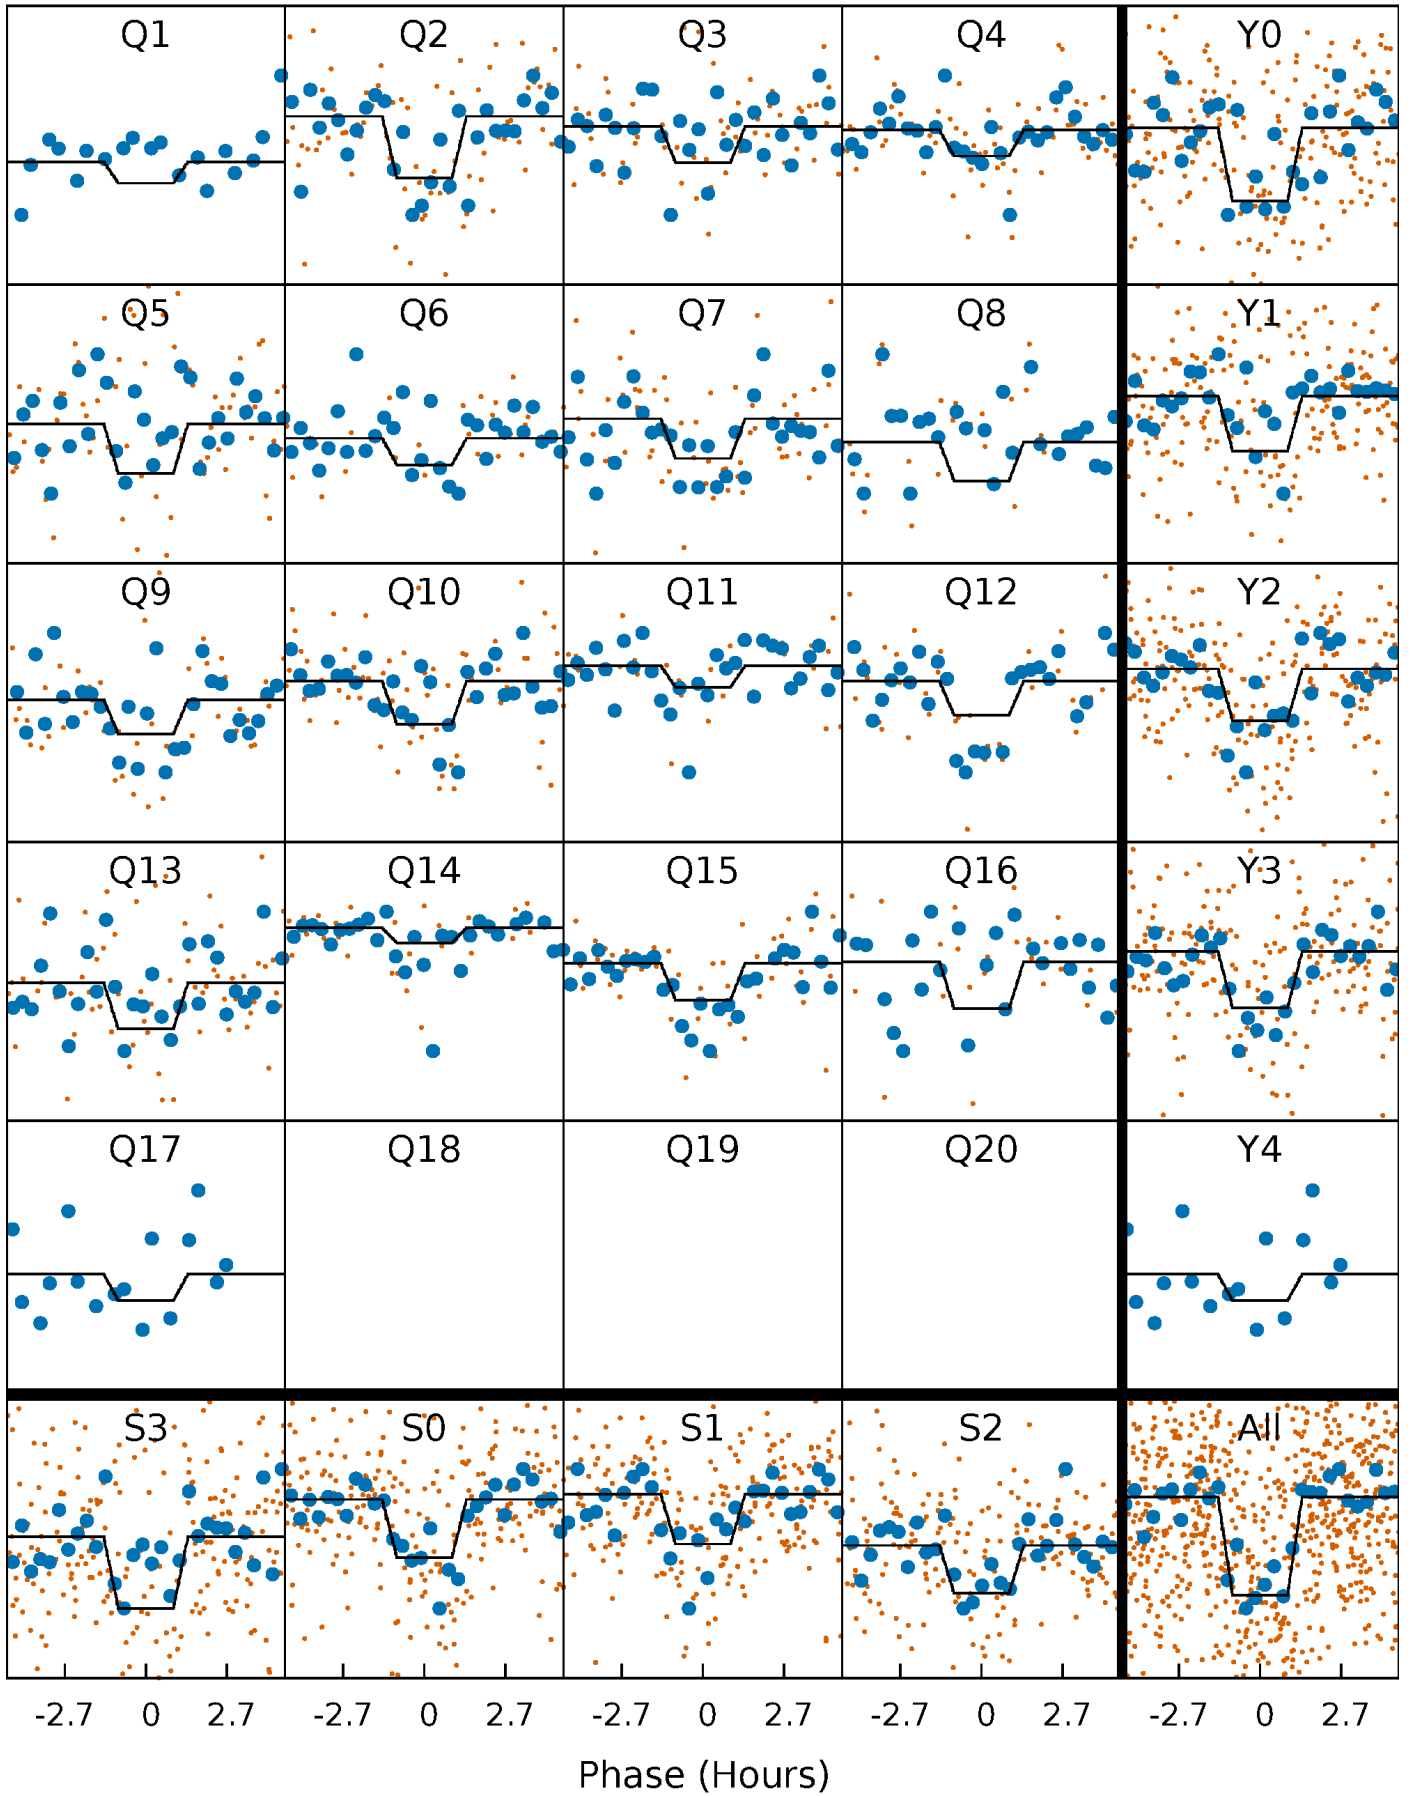 Q1 Q2 Q3 Q4 Y0
Q5 Q6 Q7 Q8 Y1
Q9 Q10 Q11 Q12 Y2
Q13 Q14 Q15 Q16 Y3
Q17 Q18 Q19 Q20 Y4
S3 S0 S1 S2 All
-2.7 0 2.7 -2.7 0 2.7 -2.7 0 2.7 -2.7 0 2.7 -2.7 0 2.7
Phase (Hours)